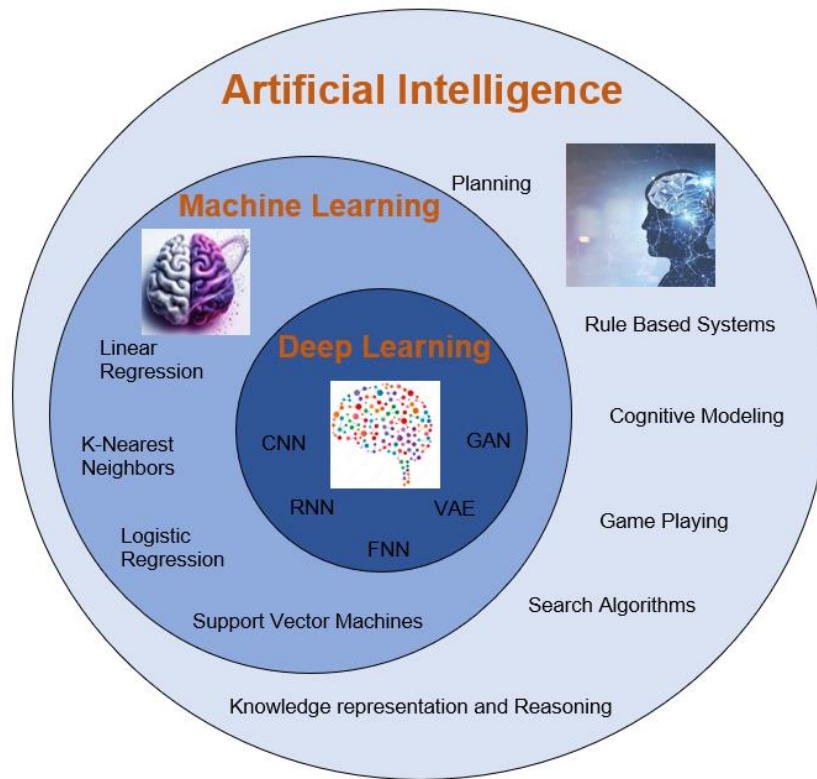 Artificial Intelligence
Planning
Machine Learning
Rule Based Systems
Deep Learning
Linear
Regression
Cognitive Modeling
CNN
GAN
K-Nearest
Neighbors
RNN
VAE
Game Playing
Logistic
Regression
FNN
Search Algorithms
Support Vector Machines
Knowledge representation and Reasoning